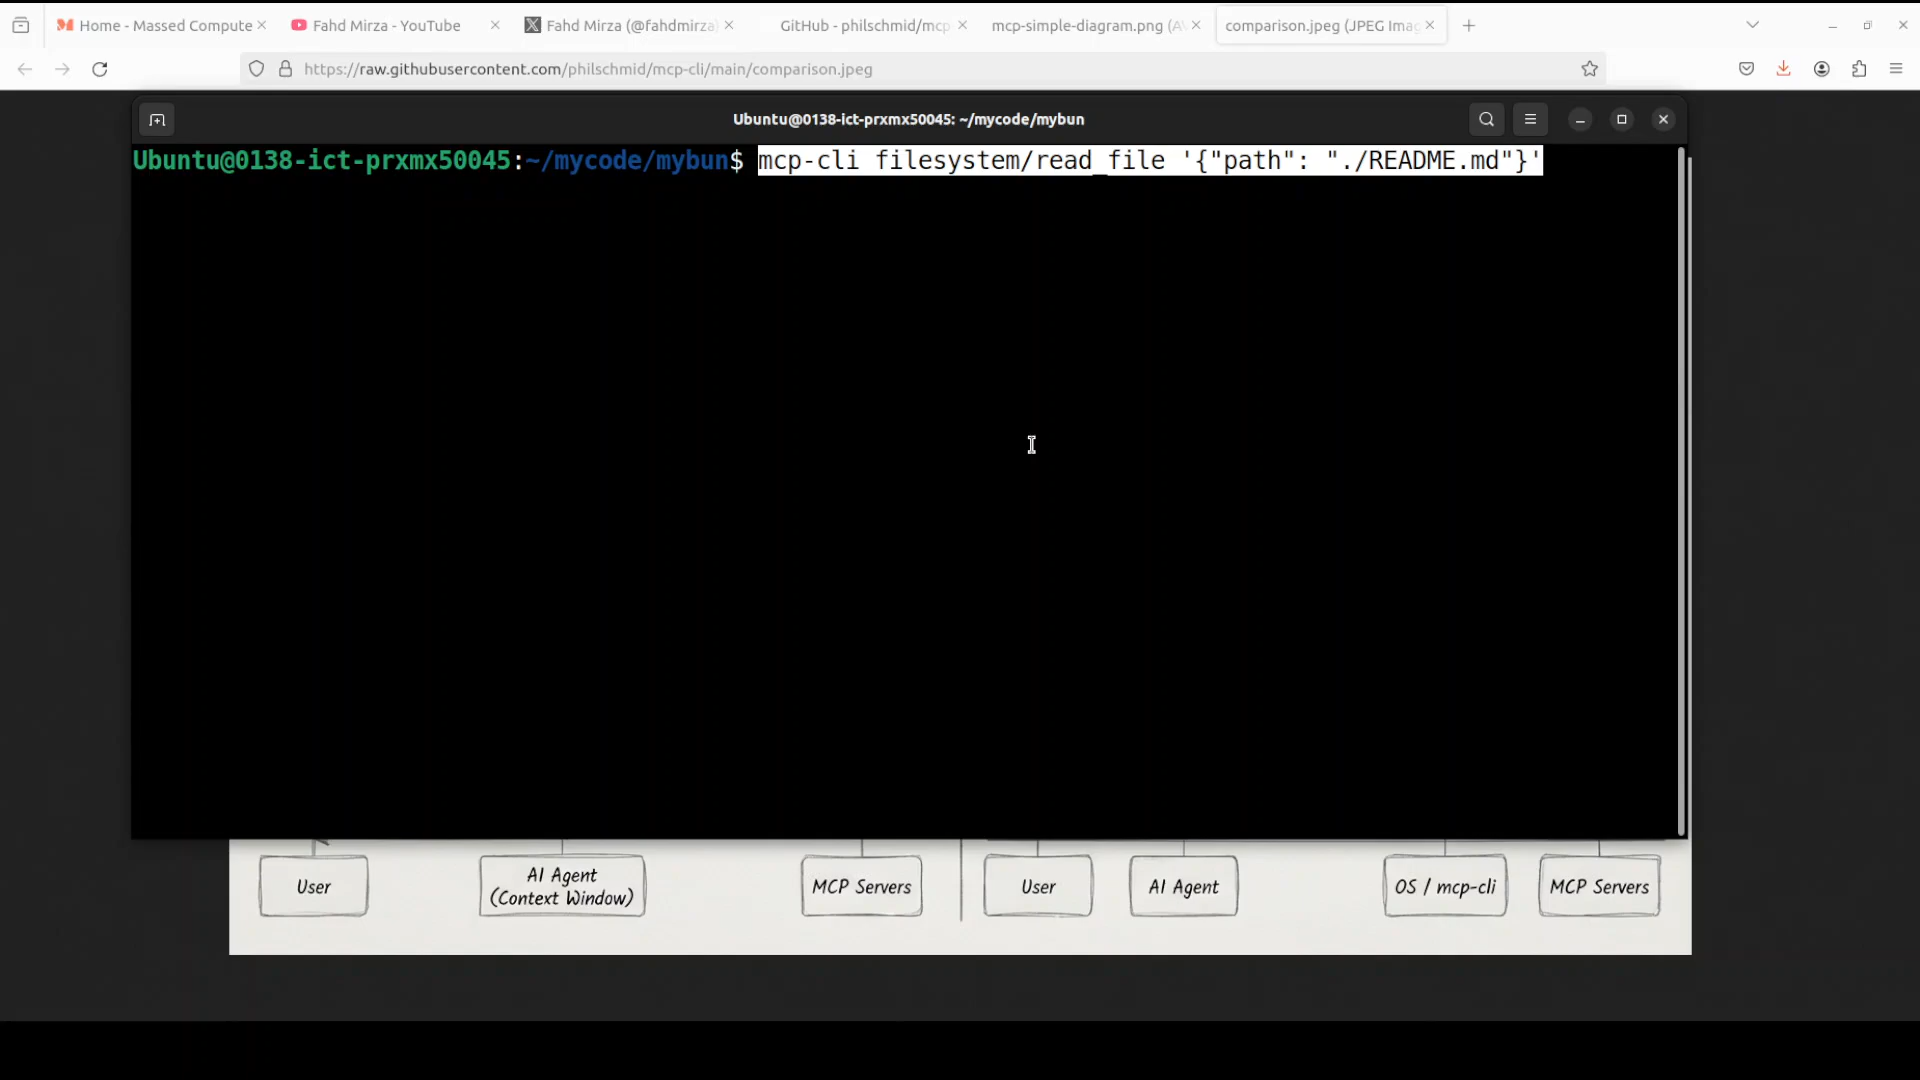 Home - Massed Compute
Fahd Mirza - YouTube
Fahd Mirza (@fahdmirza)
GitHub - philschmid/mcp
mcp-simple-diagram.png (A
comparison.jpeg (JPEG Imag
https://raw.githubusercontent.com/philschmid/mcp-cli/main/comparison.jpeg
Ubuntu@0138-ict-prxmx50045: ~/mycode/mybun
Ubuntu@0138-ict-prxmx50045:~/mycode/mybun$ mcp-cli filesystem/read_file '{"path": "./README.md"}'
User
AI Agent
(Context Window)
MCP Servers
User
AI Agent
OS / mcp-cli
MCP Servers